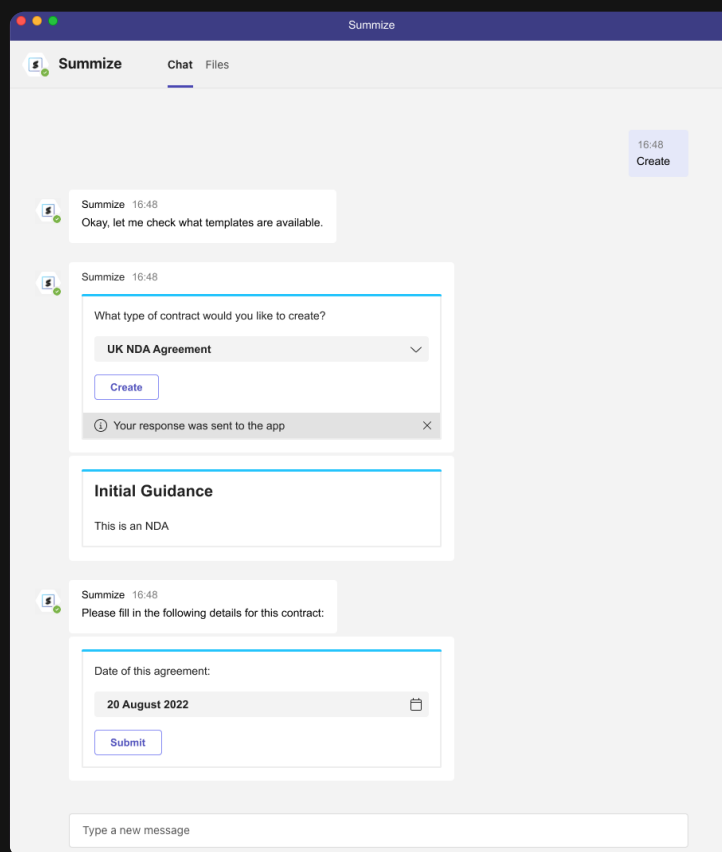 Summize
Summize Chat Files
16:48
Create
Summize 16:48
Okay, let me check what templates are available.
Summize 16:48
What type of contract would you like to create?
UK NDA Agreement
Create
Your response was sent to the app
Initial Guidance
This is an NDA
Summize 16:48
Please fill in the following details for this contract:
Date of this agreement:
20 August 2022
Submit
Type a new message